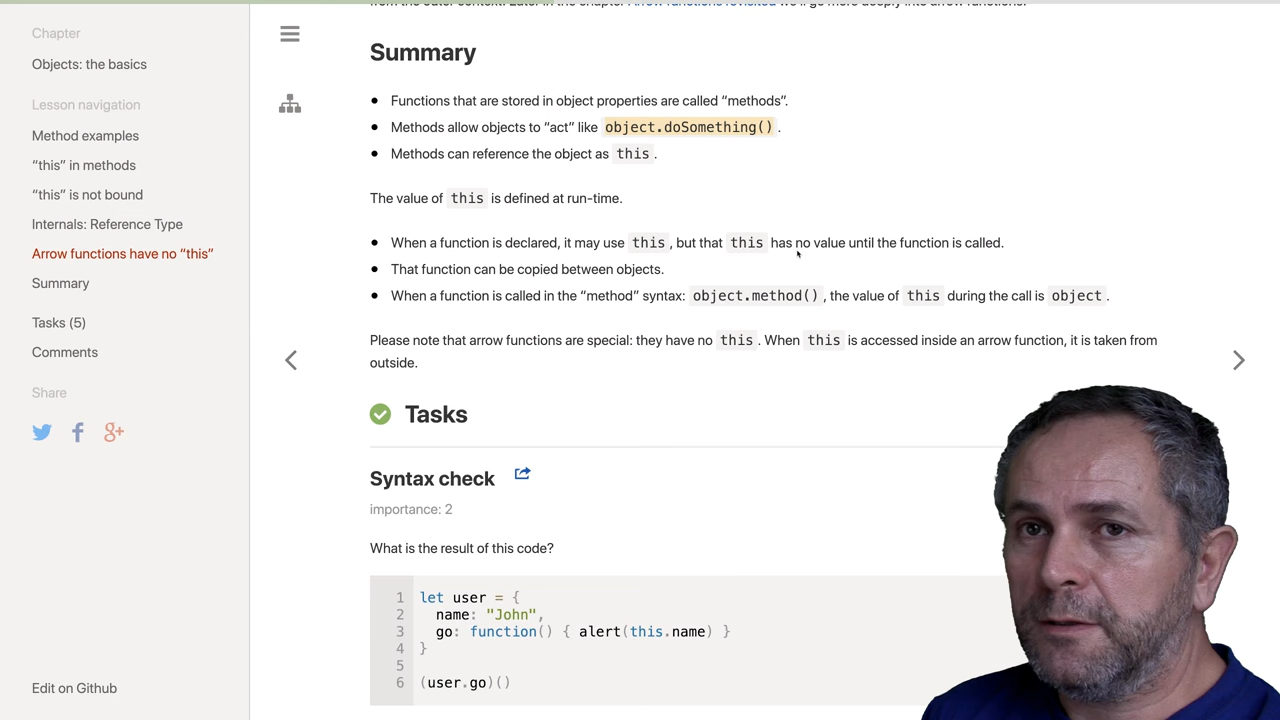 Chapter
Objects: the basics
Lesson navigation
Method examples
“this” in methods
“this” is not bound
Internals: Reference Type
Arrow functions have no “this”
Summary
Tasks (5)
Comments
Share
Edit on Github
Summary
Functions that are stored in object properties are called “methods”.
Methods allow objects to “act” like object.doSomething() .
Methods can reference the object as this .
The value of this is defined at run-time.
When a function is declared, it may use this , but that this has no value until the function is called.
That function can be copied between objects.
When a function is called in the “method” syntax: object.method() , the value of this during the call is object .
Please note that arrow functions are special: they have no this . When this is accessed inside an arrow function, it is taken from
outside.
Tasks
Syntax check
importance: 2
What is the result of this code?
1 let user = {
2 name: "John",
3 go: function() { alert(this.name) }
4 }
5
6 (user.go)()